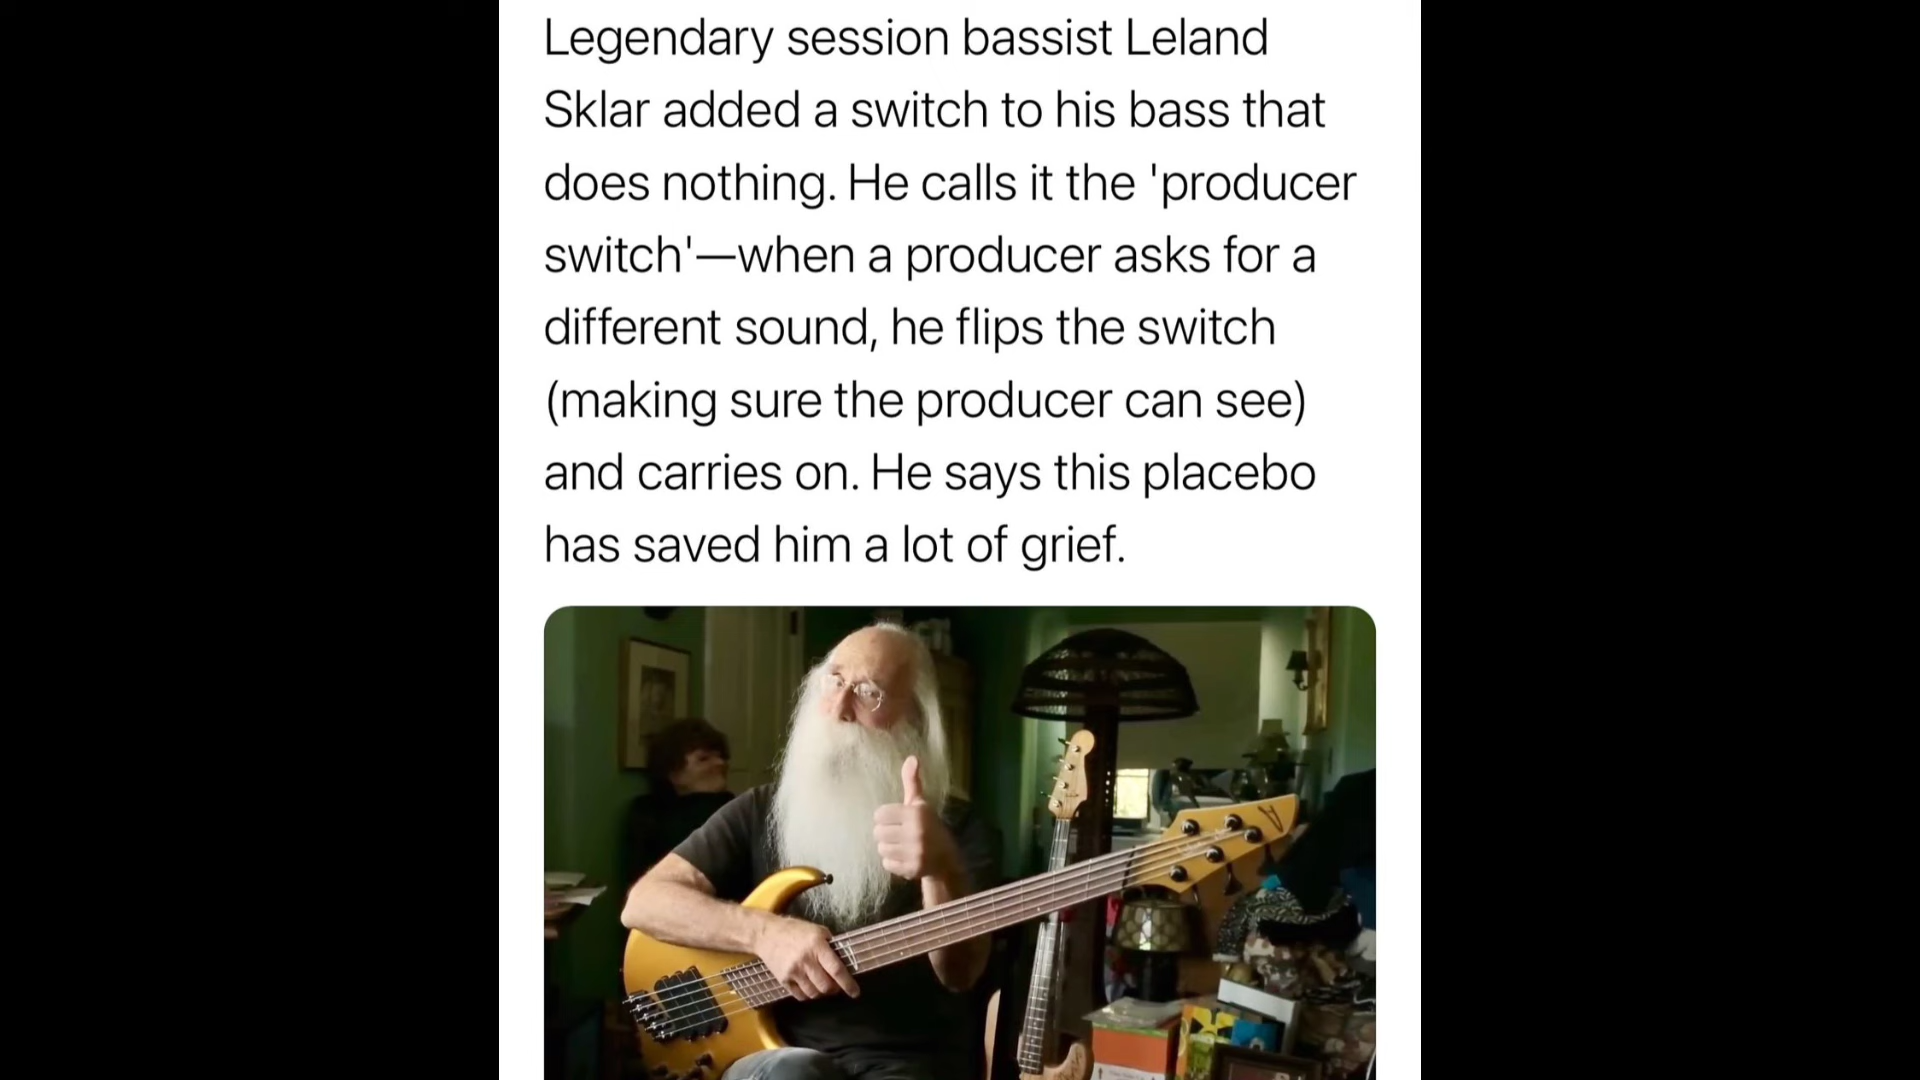 Legendary session bassist Leland
Sklar added a switch to his bass that
does nothing. He calls it the 'producer
switch'—when a producer asks for a
different sound, he flips the switch
(making sure the producer can see)
and carries on. He says this placebo
has saved him a lot of grief.